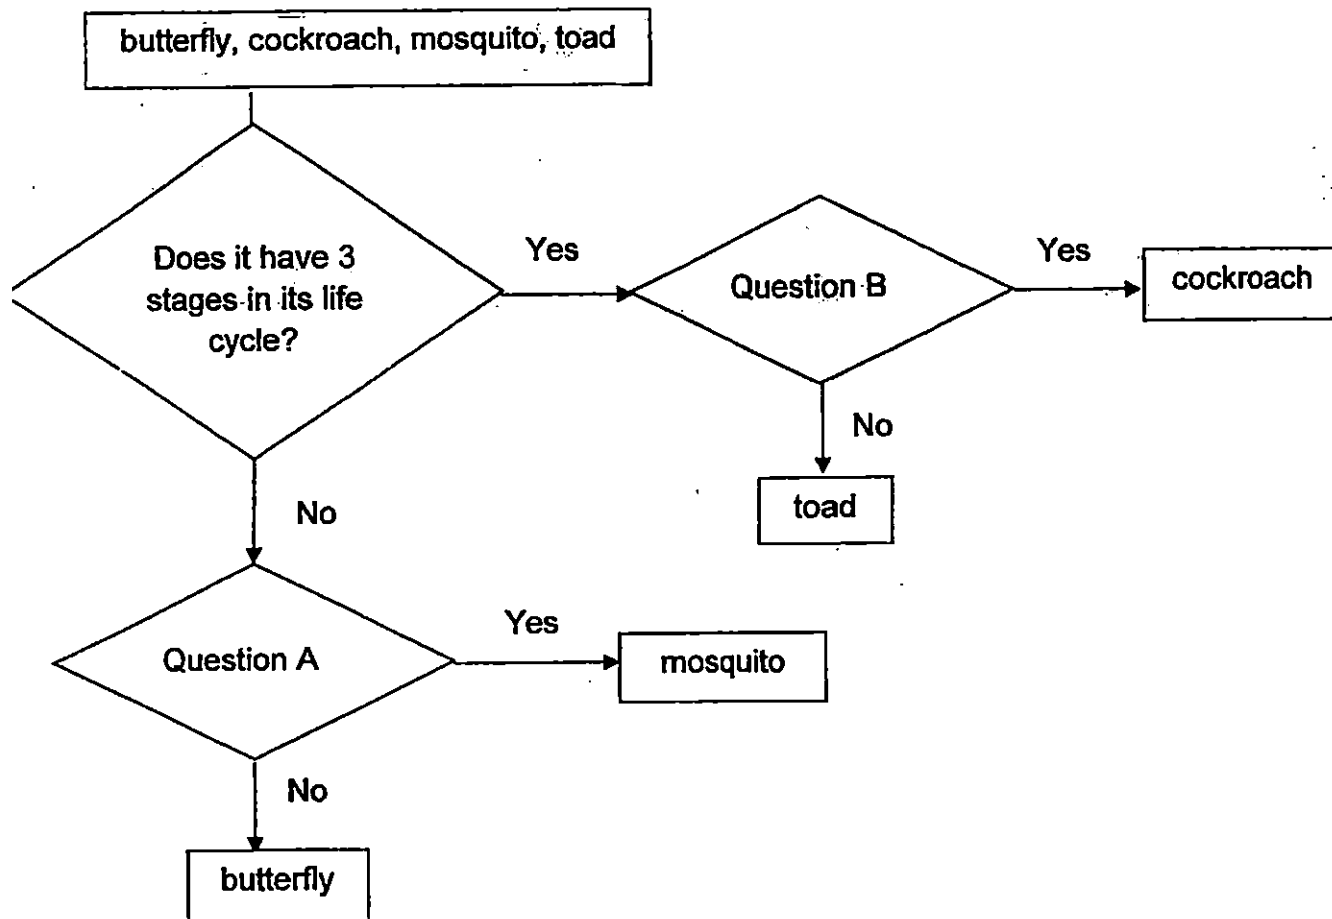 butterfly, cockroach, mosquito, toad
Does it have 3
stages in its life
cycle?
Yes
Question B
Yes
cockroach
No
toad
No
Question A
Yes
mosquito
No
butterfly